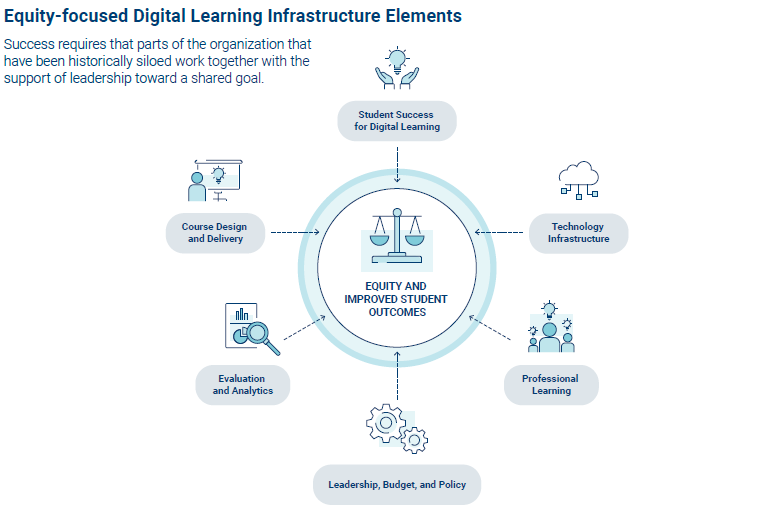 Equity-focused Digital Learning Infrastructure Elements
Success requires that parts of the organization that
have been historically siloed work together with the
support of leadership toward a shared goal.
Student Success
for Digital Learning
Course Design
and Delivery
Technology
Infrastructure
EQUITY AND
IMPROVED STUDENT
OUTCOMES
Evaluation
and Analytics
Professional
Learning
Leadership, Budget, and Policy